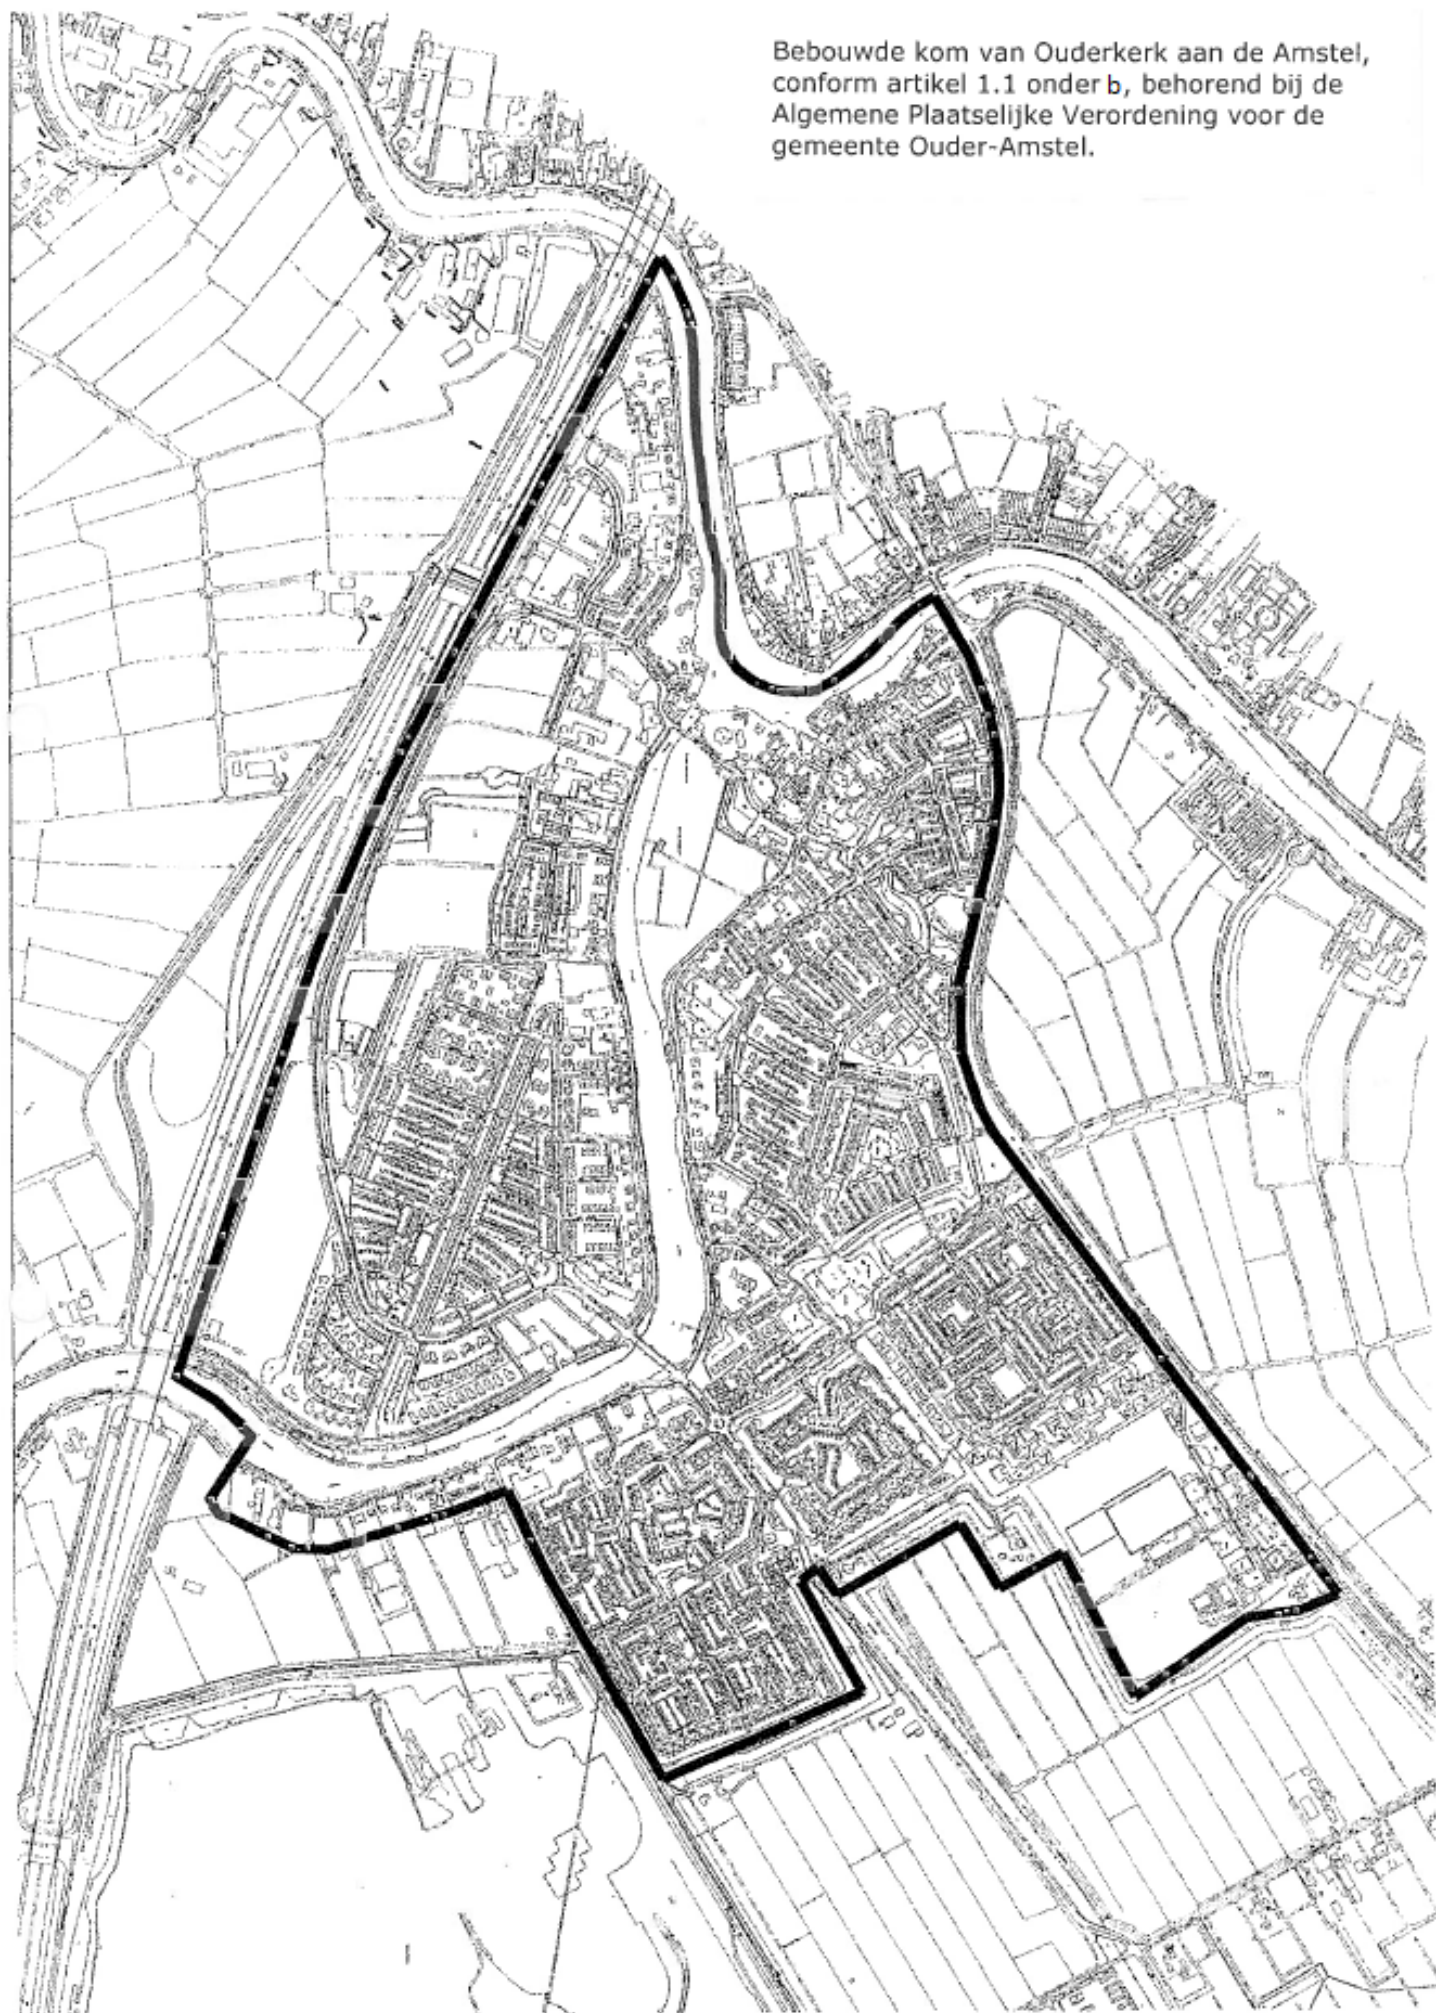 Bebouwde kom van Ouderkerk aan de Amstel,
conform artikel 1.1 onder b, behorend bij de
Algemene Plaatselijke Verordening voor de
gemeente Ouder-Amstel.